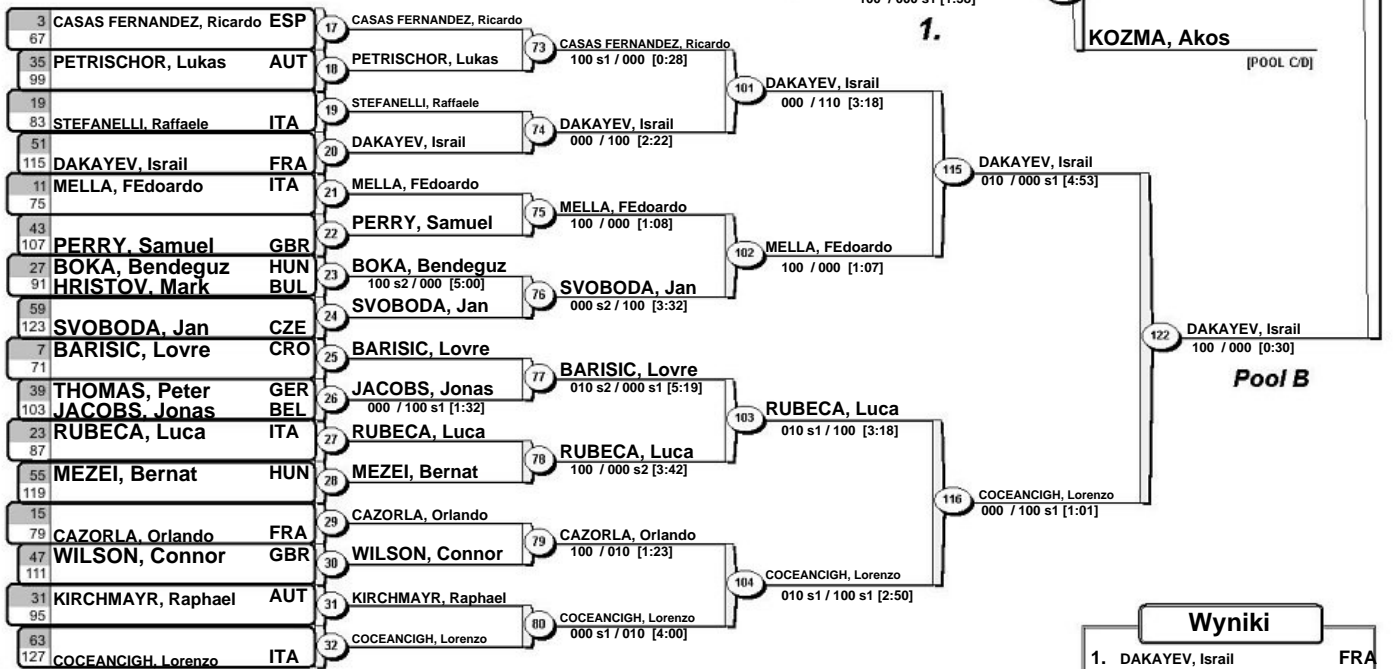 100 / 000 s1 [1:58]
1.
KOZMA, Akos
[POOL C/D]
3 CASAS FERNANDEZ, Ricardo ESP
67
35 PETRISCHOR, Lukas AUT
99
19
83 STEFANELLI, Raffaele ITA
51
115 DAKAYEV, Israil FRA
11 MELLA, FEdoardo ITA
75
43
107 PERRY, Samuel GBR
27 BOKA, Bendeguz HUN
91 HRISTOV, Mark BUL
59
123 SVOBODA, Jan CZE
7 BARISIC, Lovre CRO
71
39 THOMAS, Peter GER
103 JACOBS, Jonas BEL
23 RUBECA, Luca ITA
87
55 MEZEI, Bernat HUN
119
15
79 CAZORLA, Orlando FRA
47 WILSON, Connor GBR
111
31 KIRCHMAYR, Raphael AUT
95
63
127 COCEANCIGH, Lorenzo ITA
17 CASAS FERNANDEZ, Ricardo
18 PETRISCHOR, Lukas
19 STEFANELLI, Raffaele
20 DAKAYEV, Israil
21 MELLA, FEdoardo
22 PERRY, Samuel
23 BOKA, Bendeguz
100 s2 / 000 [5:00]
24 SVOBODA, Jan
25 BARISIC, Lovre
26 JACOBS, Jonas
000 / 100 s1 [1:32]
27 RUBECA, Luca
28 MEZEI, Bernat
29 CAZORLA, Orlando
30 WILSON, Connor
31 KIRCHMAYR, Raphael
32 COCEANCIGH, Lorenzo
73 CASAS FERNANDEZ, Ricardo
100 s1 / 000 [0:28]
74 DAKAYEV, Israil
000 / 100 [2:22]
75 MELLA, FEdoardo
100 / 000 [1:08]
76 SVOBODA, Jan
000 s2 / 100 [3:32]
77 BARISIC, Lovre
010 s2 / 000 s1 [5:19]
78 RUBECA, Luca
100 / 000 s2 [3:42]
79 CAZORLA, Orlando
100 / 010 [1:23]
80 COCEANCIGH, Lorenzo
000 s1 / 010 [4:00]
101 DAKAYEV, Israil
000 / 110 [3:18]
102 MELLA, FEdoardo
100 / 000 [1:07]
103 RUBECA, Luca
010 s1 / 100 [3:18]
104 COCEANCIGH, Lorenzo
010 s1 / 100 s1 [2:50]
115 DAKAYEV, Israil
010 / 000 s1 [4:53]
116 COCEANCIGH, Lorenzo
000 / 100 s1 [1:01]
122 DAKAYEV, Israil
100 / 000 [0:30]
Pool B
Wyniki
1. DAKAYEV, Israil FRA